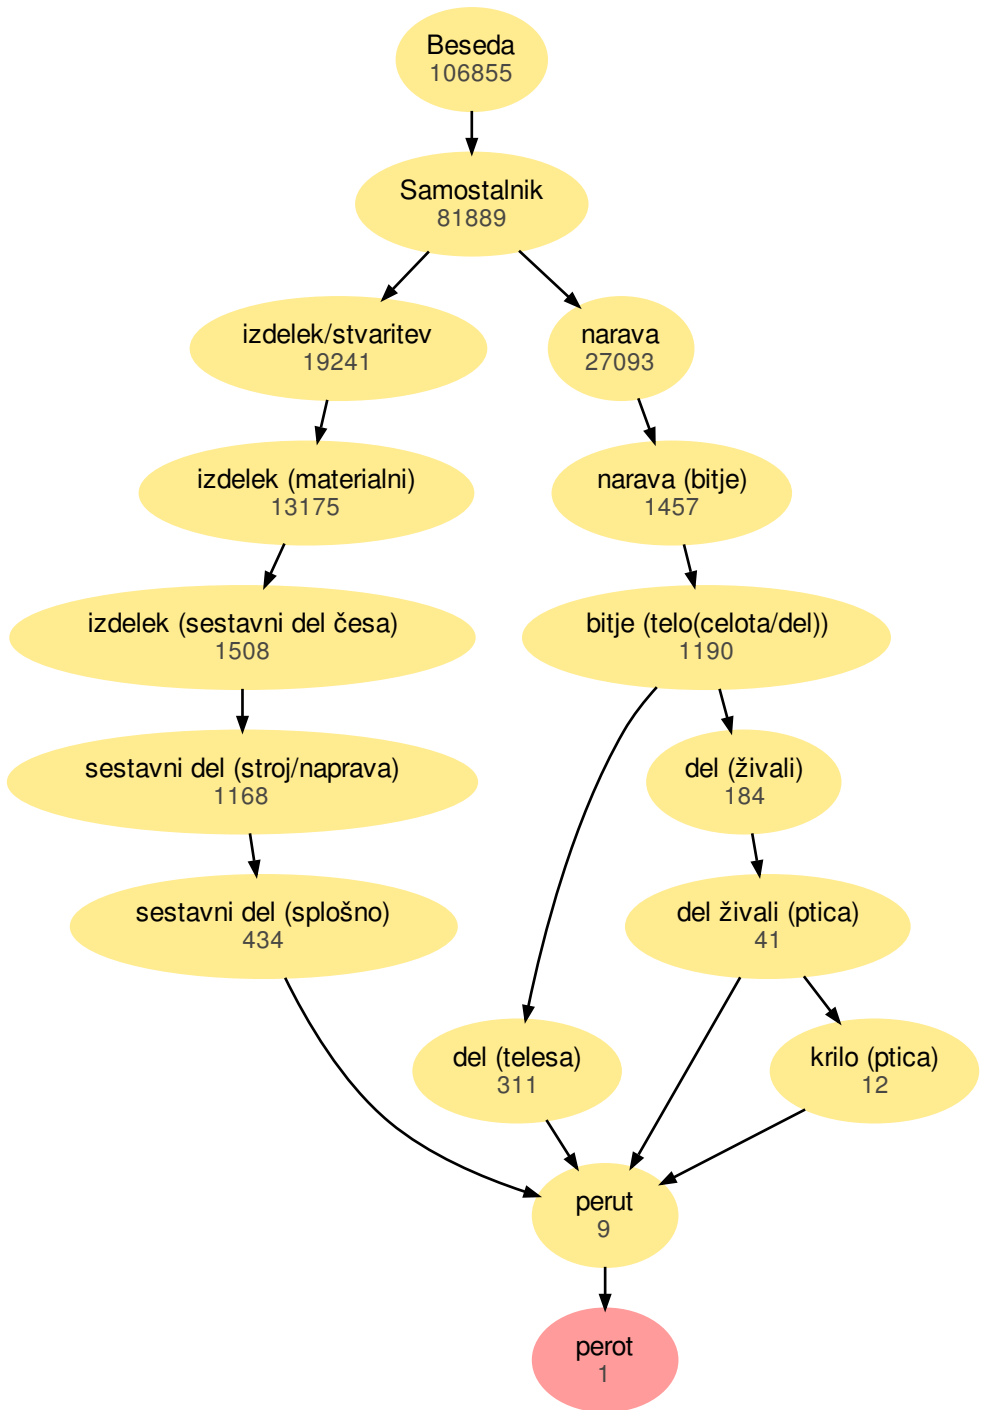 Beseda
106855
Samostalnik
81889
izdelek/stvaritev
19241
narava
27093
izdelek (materialni)
13175
narava (bitje)
1457
izdelek (sestavni del česa)
1508
bitje (telo(celota/del))
1190
sestavni del (stroj/naprava)
1168
del (živali)
184
sestavni del (splošno)
434
del živali (ptica)
41
del (telesa)
311
krilo (ptica)
12
perut
9
perot
1